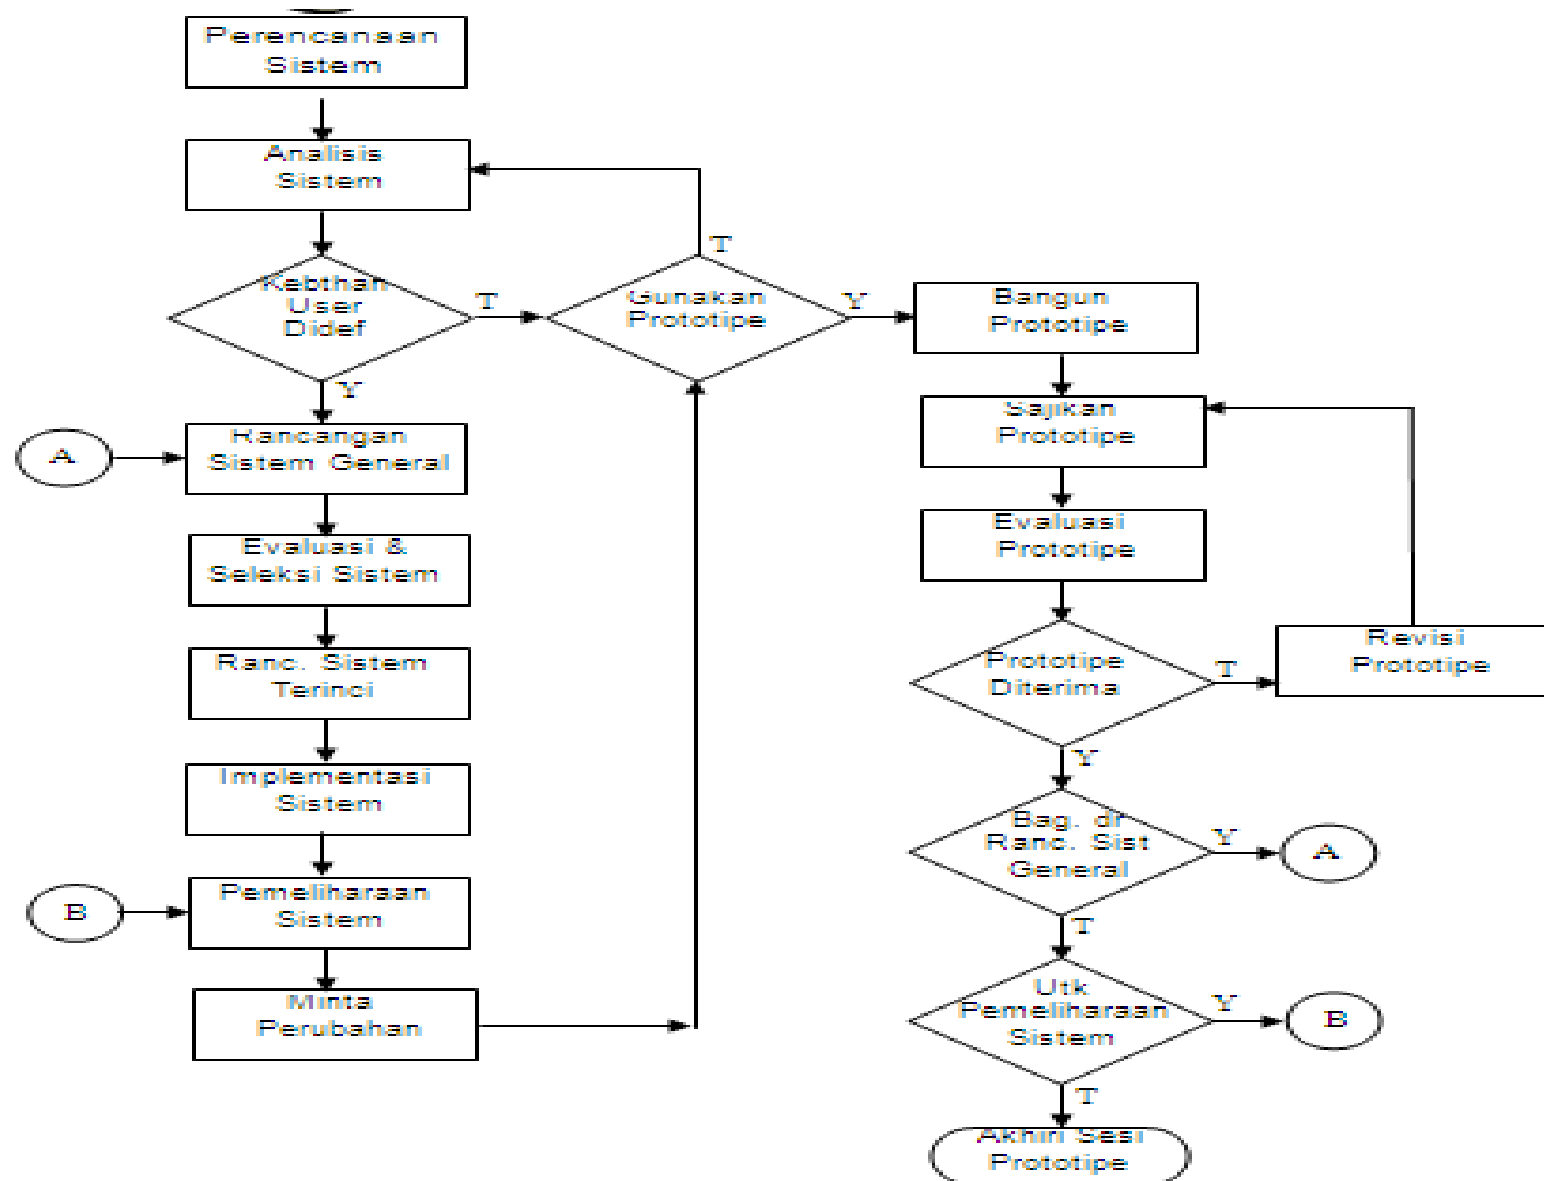 Perencanaan
Sistem
Analisis
Sistem
Kebthan
User
Didef
T
Y
Gunakan
Prototipe
T
Y
A
Rancangan
Sistem General
Evaluasi &
Seleksi Sistem
Ranc. Sistem
Terinci
Implementasi
Sistem
B
Pemeliharaan
Sistem
Minta
Perubahan
Bangun
Prototipe
Sajikan
Prototipe
Evaluasi
Prototipe
Prototipe
Diterima
T
Revisi
Prototipe
Y
Bag. dr
Ranc. Sist
General
Y
A
T
Utk
Pemeliharaan
Sistem
Y
B
T
Akhiri Sesi
Prototipe